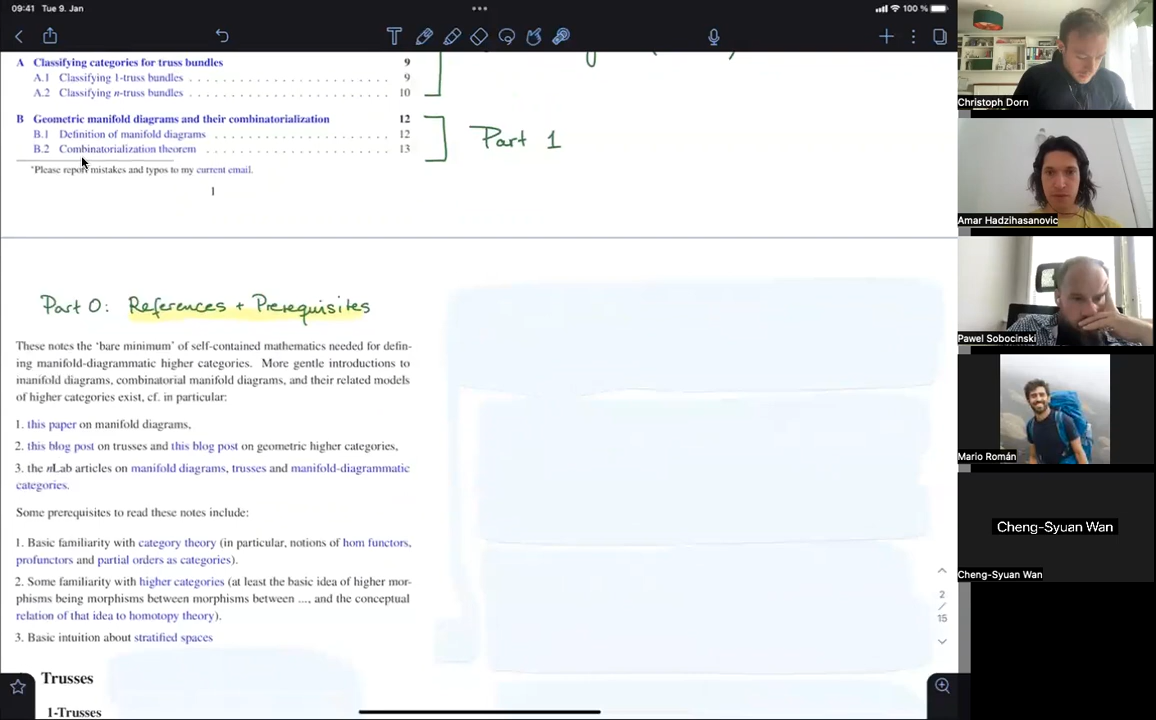 09:41 Tue 9. Jan
100 %
A Classifying categories for truss bundles 9
A.1 Classifying 1-truss bundles . . . . . . . . . . . . . . . . . . . . . . . . . 9
A.2 Classifying n-truss bundles . . . . . . . . . . . . . . . . . . . . . . . . . 10
B Geometric manifold diagrams and their combinatorialization 12
B.1 Definition of manifold diagrams . . . . . . . . . . . . . . . . . . . . . . 12
B.2 Combinatorialization theorem . . . . . . . . . . . . . . . . . . . . . . . 13
Part 1
*Please report mistakes and typos to my current email.
1
Part 0: References + Prerequisites
These notes the 'bare minimum' of self-contained mathematics needed for defin-
ing manifold-diagrammatic higher categories. More gentle introductions to
manifold diagrams, combinatorial manifold diagrams, and their related models
of higher categories exist, cf. in particular:
1. this paper on manifold diagrams,
2. this blog post on trusses and this blog post on geometric higher categories,
3. the nLab articles on manifold diagrams, trusses and manifold-diagrammatic
categories.
Some prerequisites to read these notes include:
1. Basic familiarity with category theory (in particular, notions of hom functors,
profunctors and partial orders as categories).
2. Some familiarity with higher categories (at least the basic idea of higher mor-
phisms being morphisms between morphisms between ..., and the conceptual
relation of that idea to homotopy theory).
3. Basic intuition about stratified spaces
Trusses
1-Trusses
2
/
15
Christoph Dorn
Amar Hadzihasanovic
Pawel Sobocinski
Mario Román
Cheng-Syuan Wan
Cheng-Syuan Wan